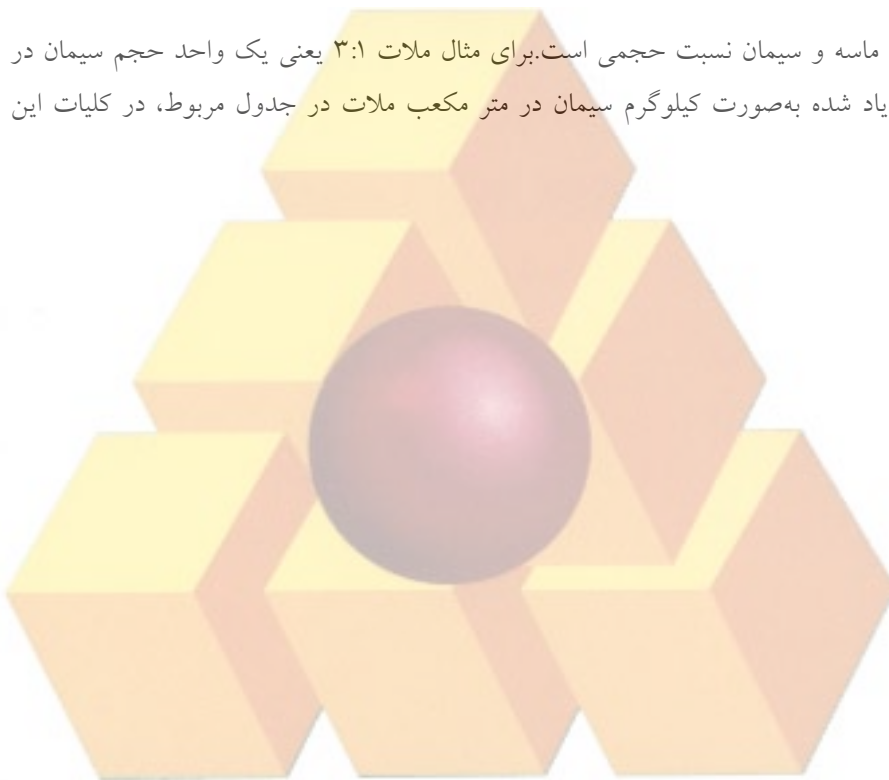 ماسه و سیمان نسبت حجمی است.برای مثال ملات ۳:۱ یعنی یک واحد حجم سیمان در
یاد شده به‌صورت کیلوگرم سیمان در متر مکعب ملات در جدول مربوط، در کلیات این